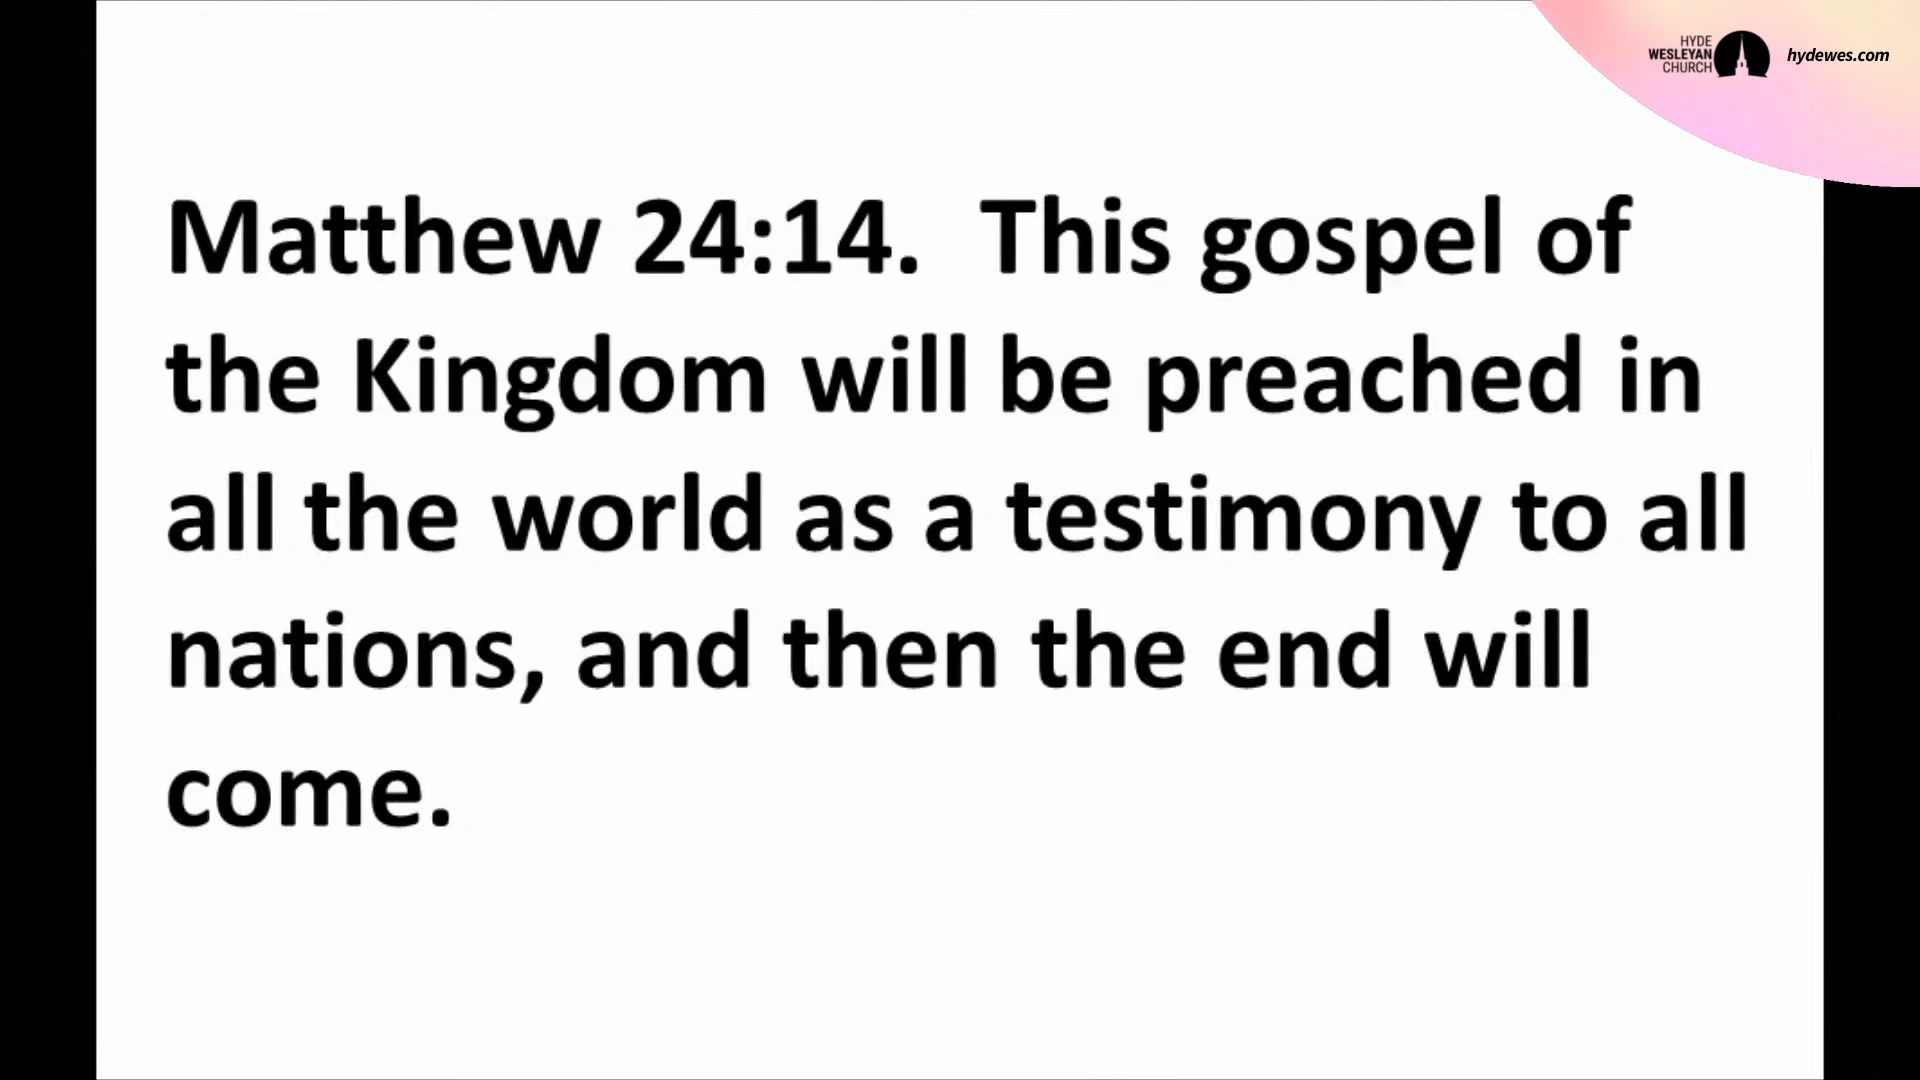 HYDE
WESLEYAN
CHURCH
hydewes.com
Matthew 24:14.  This gospel of
the Kingdom will be preached in
all the world as a testimony to all
nations, and then the end will
come.